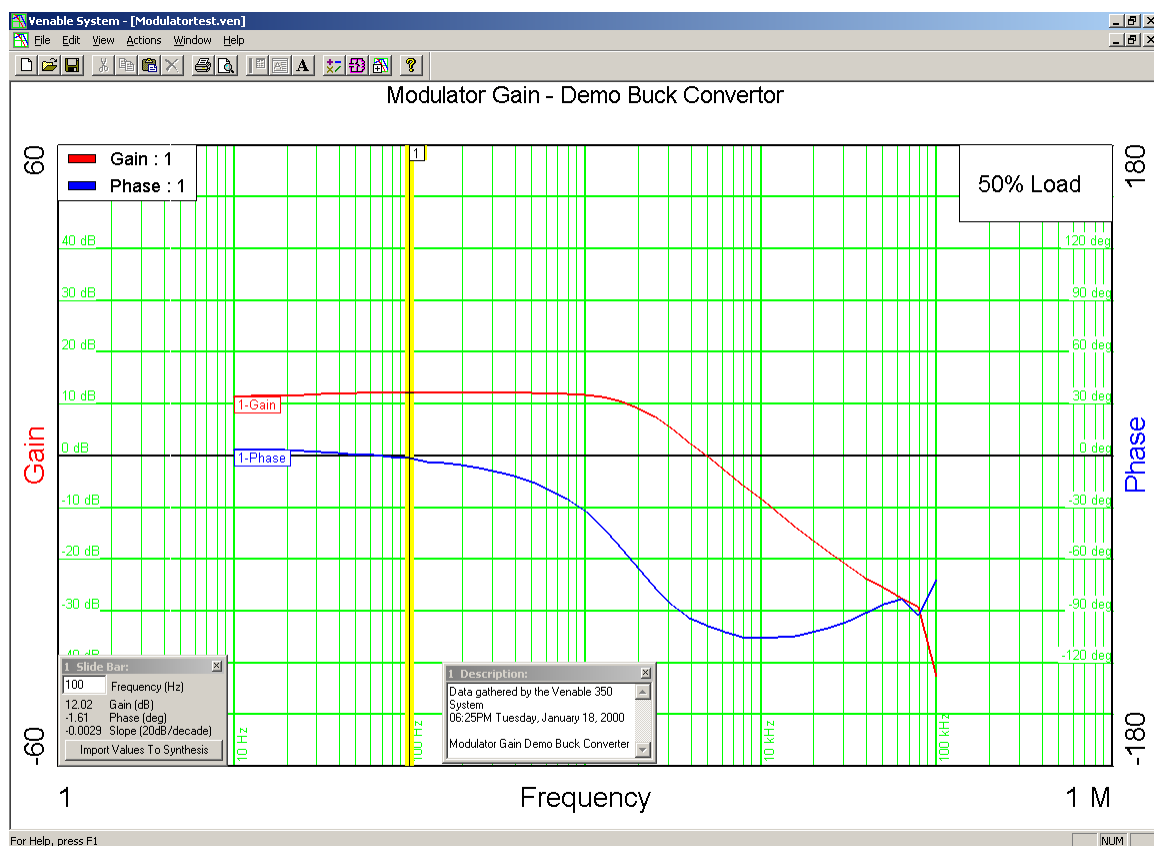 Venable System - [Modulatortest.ven]
File Edit View Actions Window Help
Modulator Gain - Demo Buck Convertor
60
180
Gain : 1
Phase : 1
1
50% Load
40 dB
120 deg
30 dB
90 deg
20 dB
60 deg
10 dB
30 deg
1-Gain
0 dB
0 deg
1-Phase
Gain
Phase
-10 dB
-30 deg
-20 dB
-60 deg
-30 dB
-90 deg
-40 dB
-120 deg
1 Slide Bar:
100 Frequency (Hz)
12.02 Gain (dB)
-1.61 Phase (deg)
-0.0029 Slope (20dB/decade)
Import Values To Synthesis
1 Description:
Data gathered by the Venable 350
System
06:25PM Tuesday, January 18, 2000
Modulator Gain Demo Buck Converter
10 Hz
100 Hz
10 kHz
100 kHz
-60
-180
1
Frequency
1 M
For Help, press F1
NUM